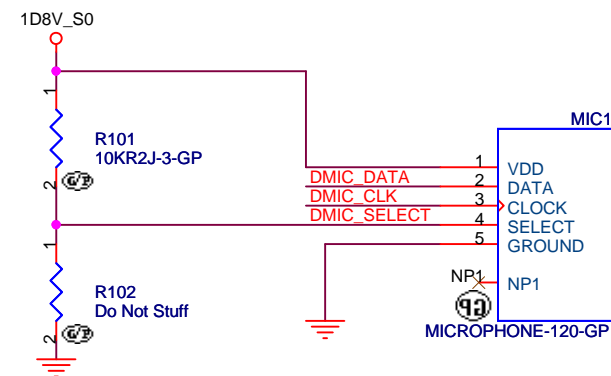 1D8V_S0
1
R101
10KR2J-3-GP
2
G/P
MIC1
DMIC_DATA
DMIC_CLK
DMIC_SELECT
1
2
3
4
5
VDD
DATA
CLOCK
SELECT
GROUND
1
R102
Do Not Stuff
2
G/P
NP1
NP1
GP
MICROPHONE-120-GP